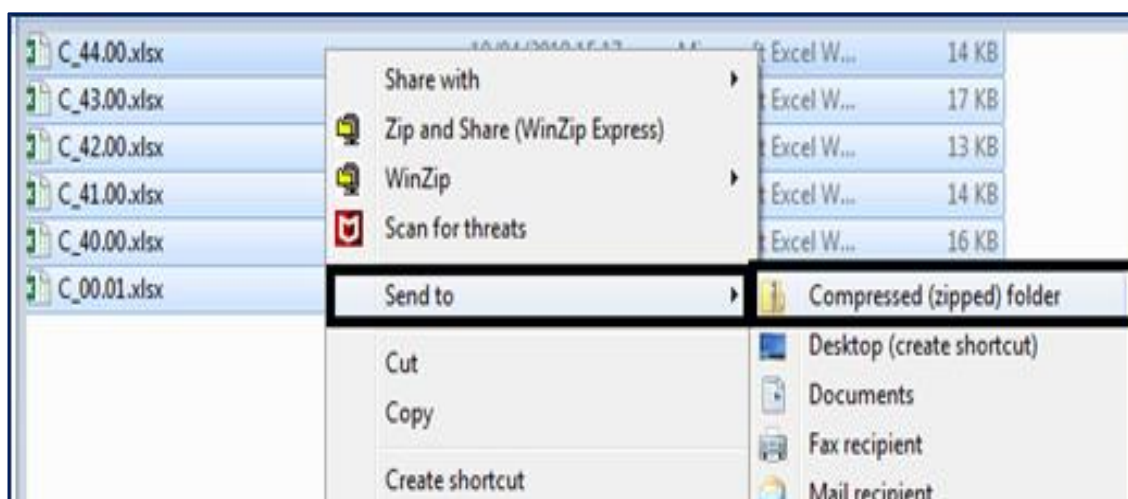 C_44.00.xlsx 14 KB
C_43.00.xlsx t Excel W... 17 KB
C_42.00.xlsx t Excel W... 13 KB
C_41.00.xlsx t Excel W... 14 KB
C_40.00.xlsx t Excel W... 16 KB
C_00.01.xlsx
Share with
Zip and Share (WinZip Express)
WinZip
Scan for threats
Send to
Cut
Copy
Create shortcut
Compressed (zipped) folder
Desktop (create shortcut)
Documents
Fax recipient
Mail recipient